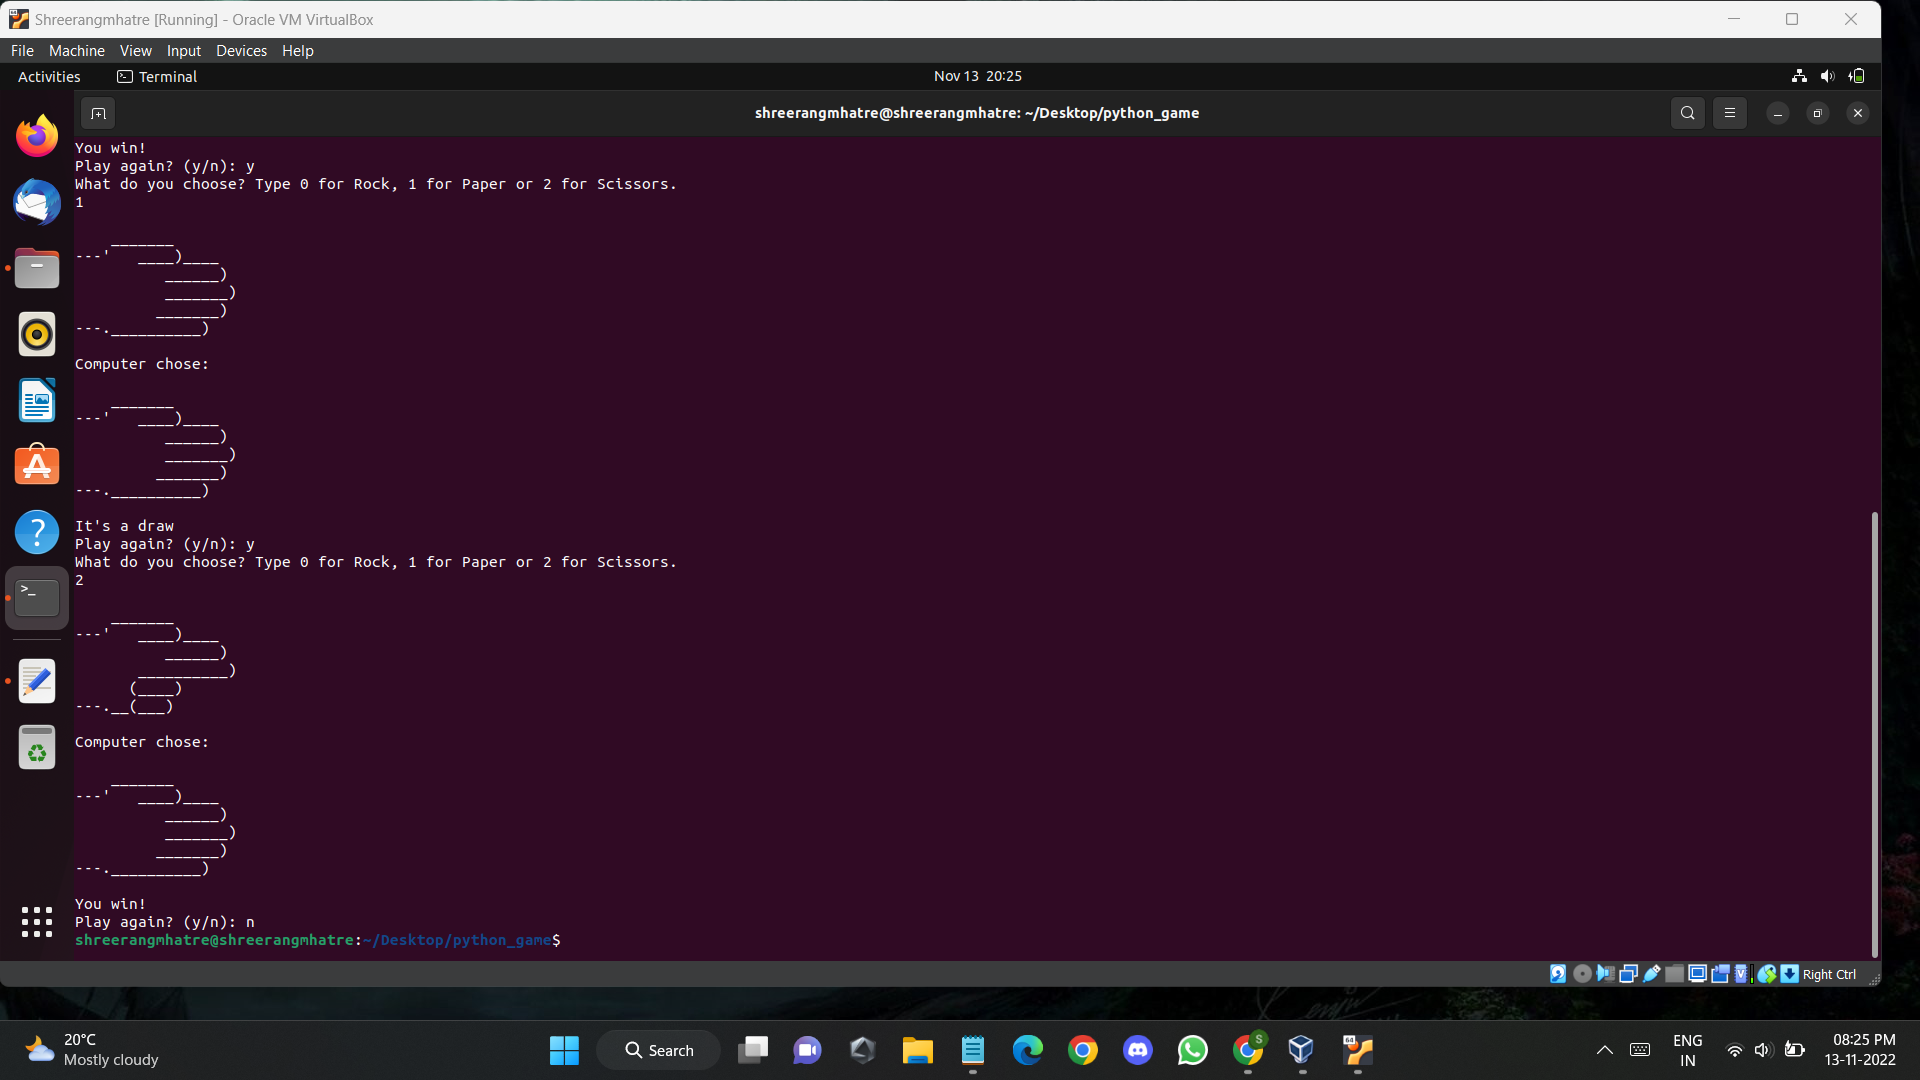 Shreerangmhatre [Running] - Oracle VM VirtualBox
File Machine View Input Devices Help
Activities Terminal Nov 13 20:25
shreerangmhatre@shreerangmhatre: ~/Desktop/python_game
You win!
Play again? (y/n): y
What do you choose? Type 0 for Rock, 1 for Paper or 2 for Scissors.
1
    _______
---'   ____)____
          ______)
          _______)
         _______)
---.__________)
Computer chose:
    _______
---'   ____)____
          ______)
          _______)
         _______)
---.__________)
It's a draw
Play again? (y/n): y
What do you choose? Type 0 for Rock, 1 for Paper or 2 for Scissors.
2
    _______
---'   ____)____
          ______)
       __________)
      (____)
---.__(___)
Computer chose:
    _______
---'   ____)____
          ______)
          _______)
         _______)
---.__________)
You win!
Play again? (y/n): n
shreerangmhatre@shreerangmhatre:~/Desktop/python_game$
Right Ctrl
20°C
Mostly cloudy
Search
S
64
ENG
IN
08:25 PM
13-11-2022